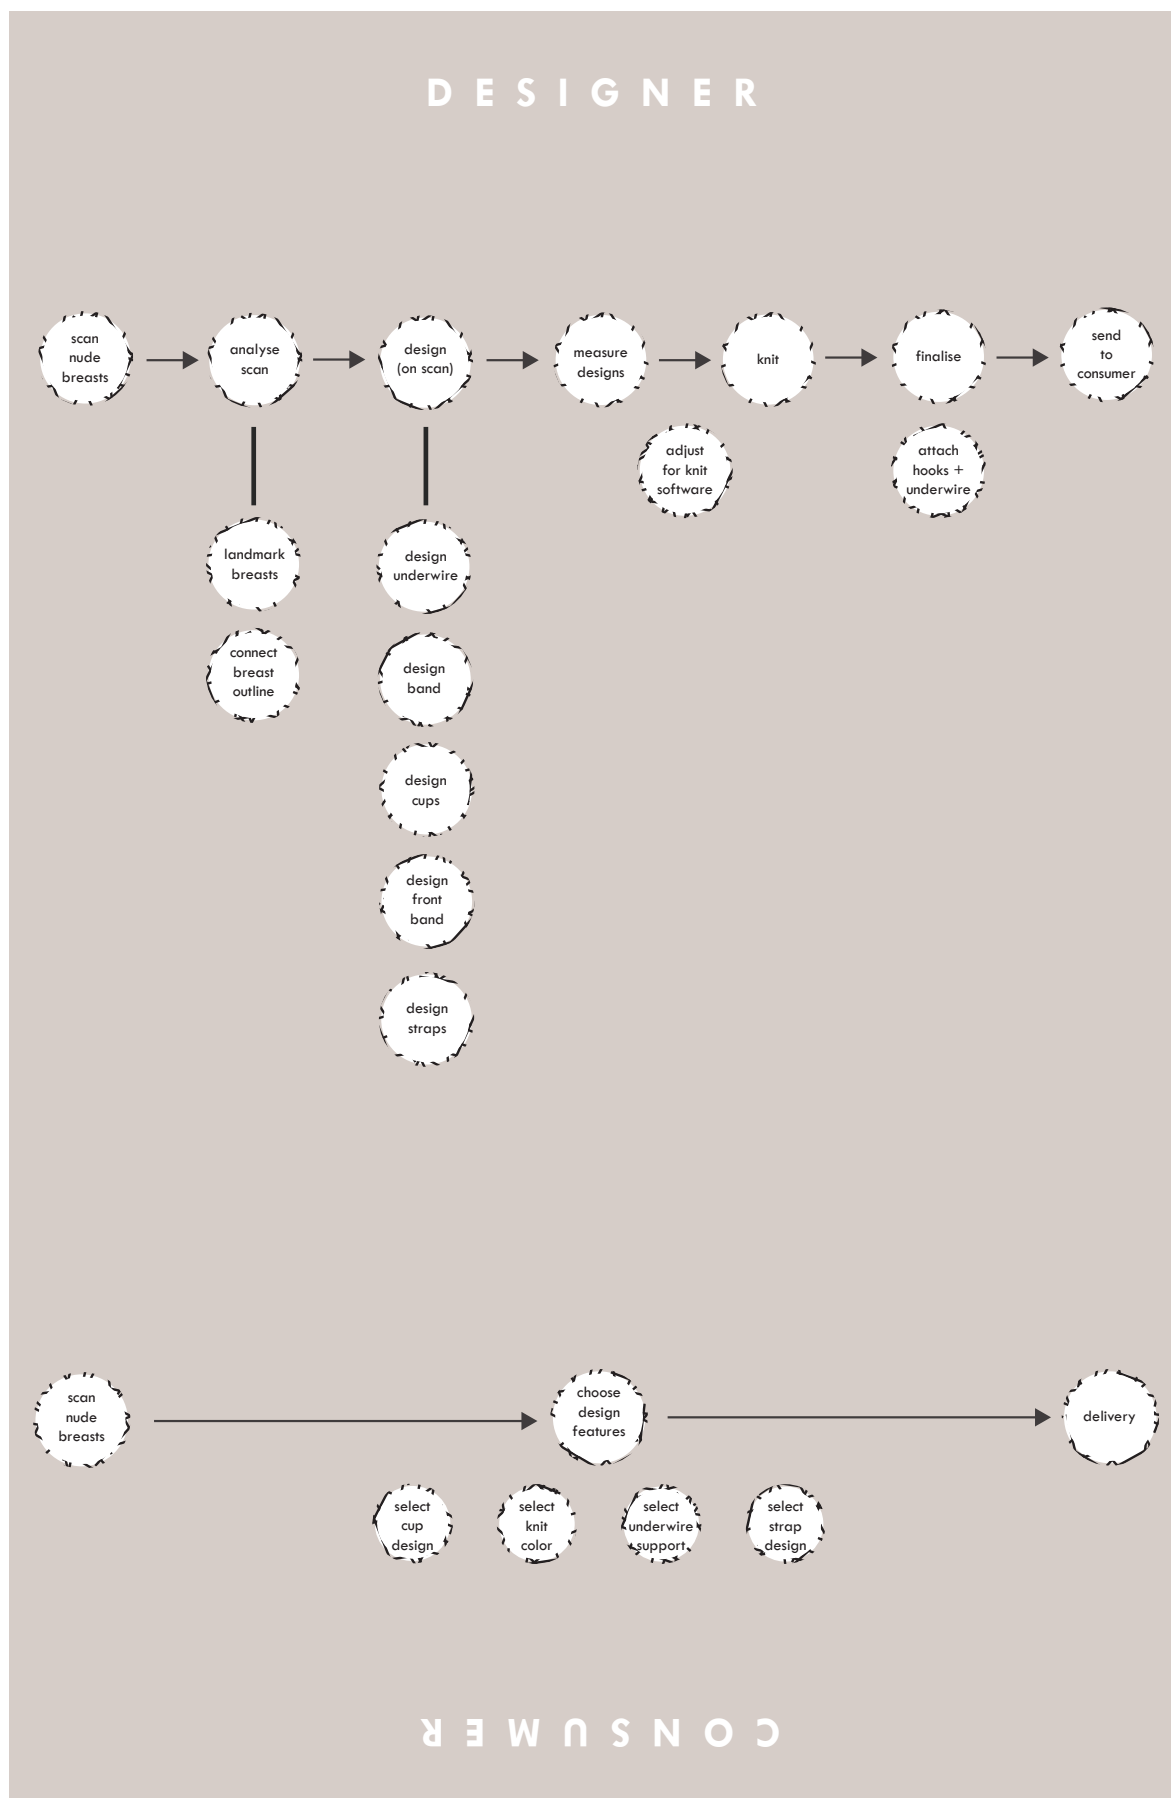 DESIGNER
scan
nude
breasts
analyse
scan
design
(on scan)
measure
designs
knit
finalise
send
to
consumer
adjust
for knit
software
attach
hooks +
underwire
landmark
breasts
connect
breast
outline
design
underwire
design
band
design
cups
design
front
band
design
straps
scan
nude
breasts
choose
design
features
delivery
select
cup
design
select
knit
color
select
underwire
support
select
strap
design
CONSUMER